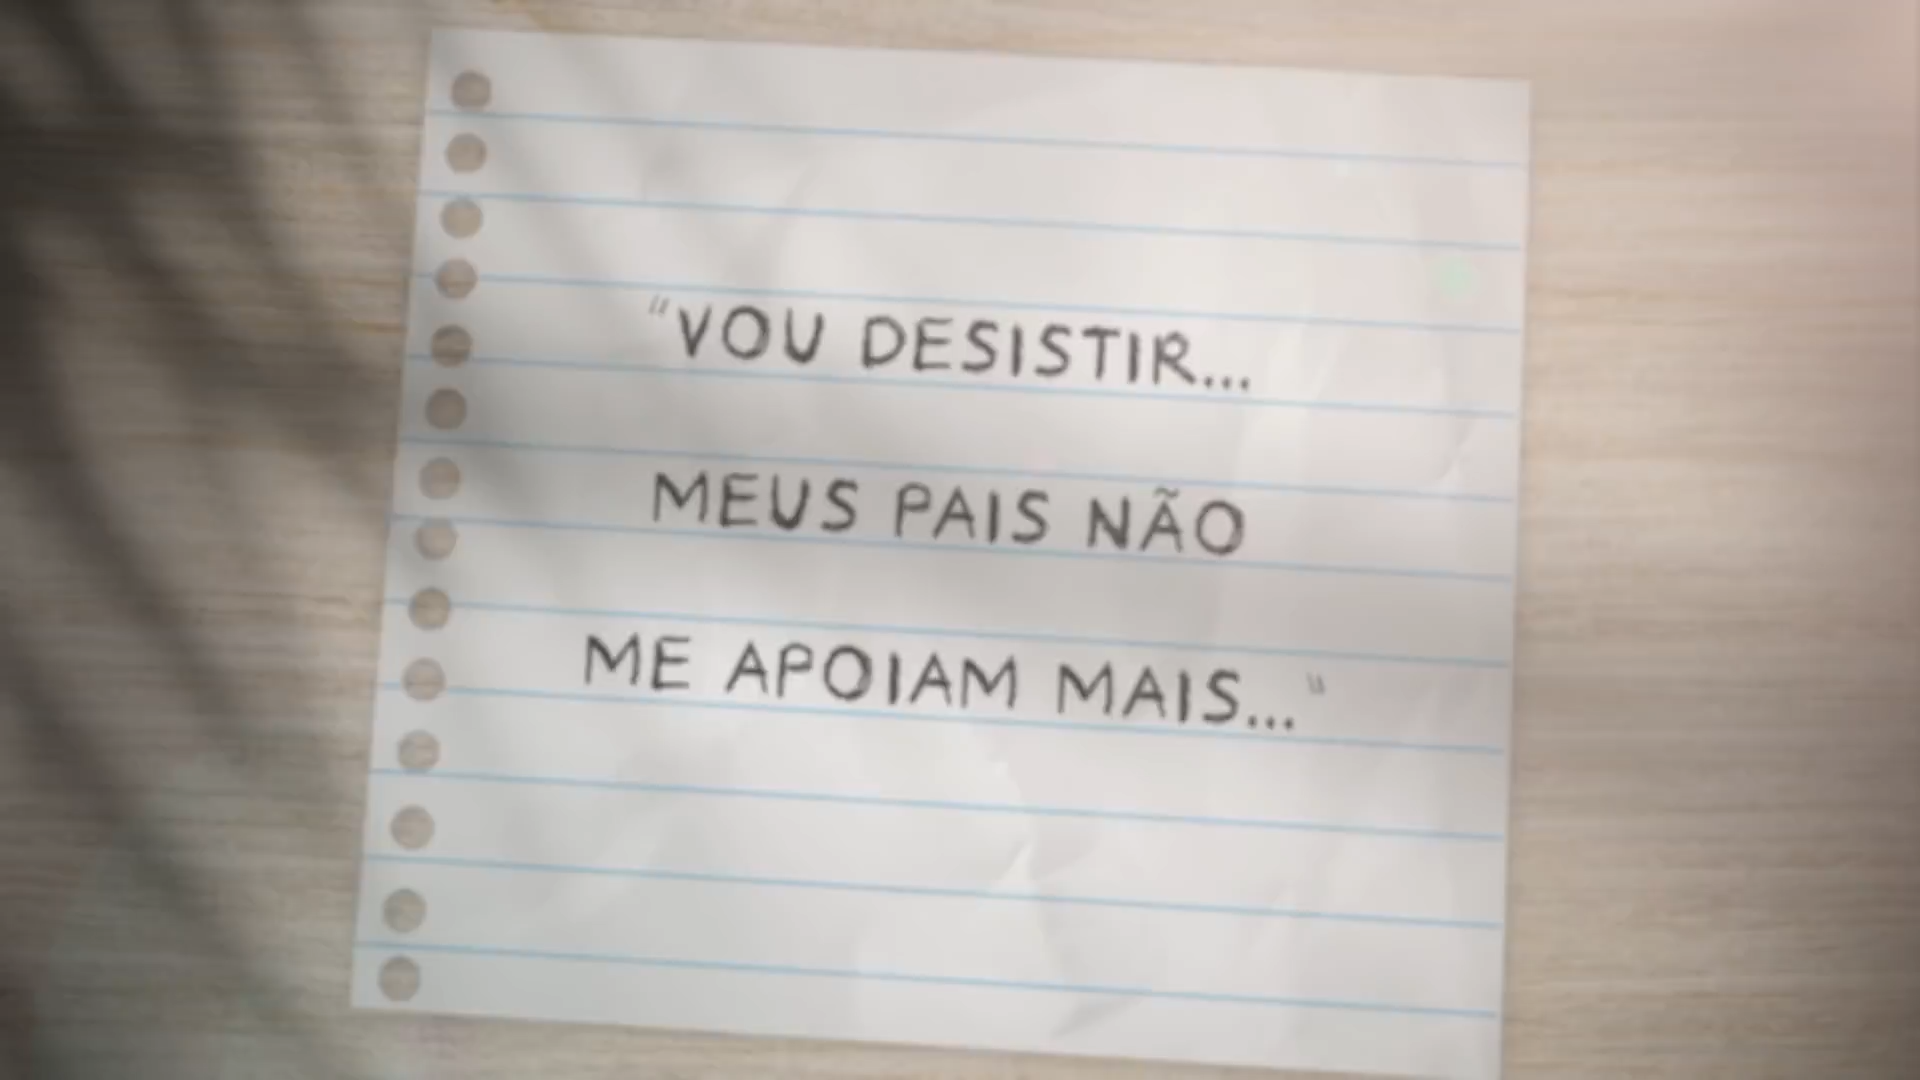 “VOU DESISTIR...
MEUS PAIS NÃO
ME APOIAM MAIS...”